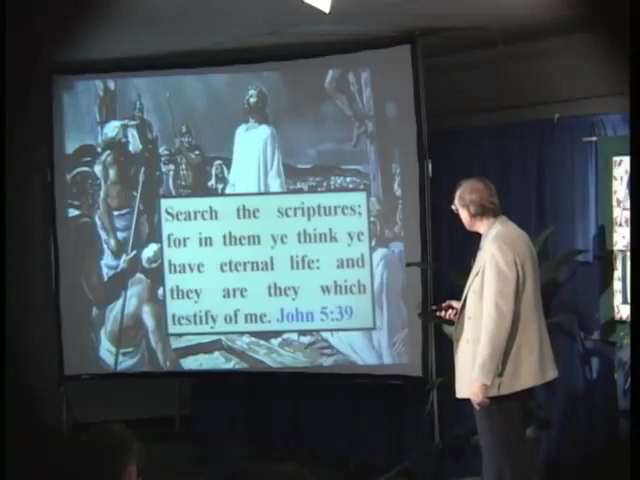 Search the scriptures;
for in them ye think ye
have eternal life: and
they are they which
testify of me. John 5:39